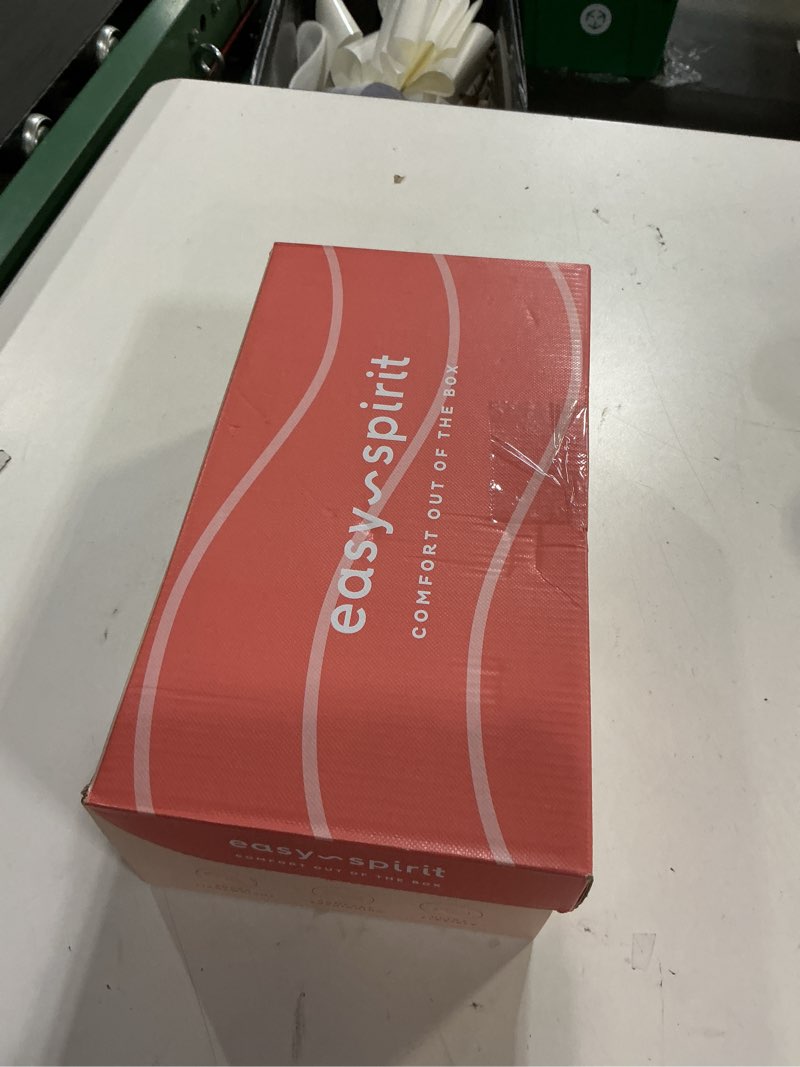 easy~spirit
COMFORT OUT OF THE BOX
easy~spirit
COMFORT OUT OF THE BOX